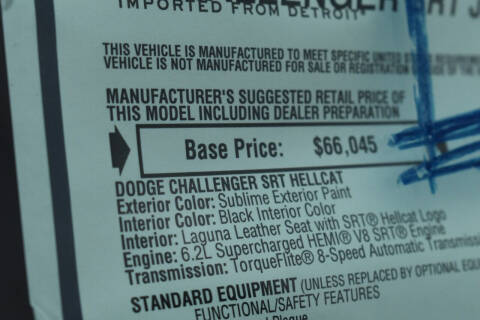 IMPORTED FROM DETROIT
THIS VEHICLE IS MANUFACTURED TO MEET SPECIFIC
VEHICLE IS NOT MANUFACTURED FOR SALE OR REGISTRATION OF THE
MANUFACTURER'S SUGGESTED RETAIL PRICE OF
THIS MODEL INCLUDING DEALER PREPARATION
Base Price: $66,045
DODGE CHALLENGER SRT HELLCAT
Exterior Color: Sublime Exterior Paint
Interior Color: Black Interior Color
Interior: Laguna Leather Seat with SRT® Hellcat Logo
Engine: 6.2L Supercharged HEMI® V8 SRT® Engine
Transmission: TorqueFlite® 8-Speed Automatic Transmissi
STANDARD EQUIPMENT (UNLESS REPLACED BY OPTIONAL EQUI
FUNCTIONAL/SAFETY FEATURES